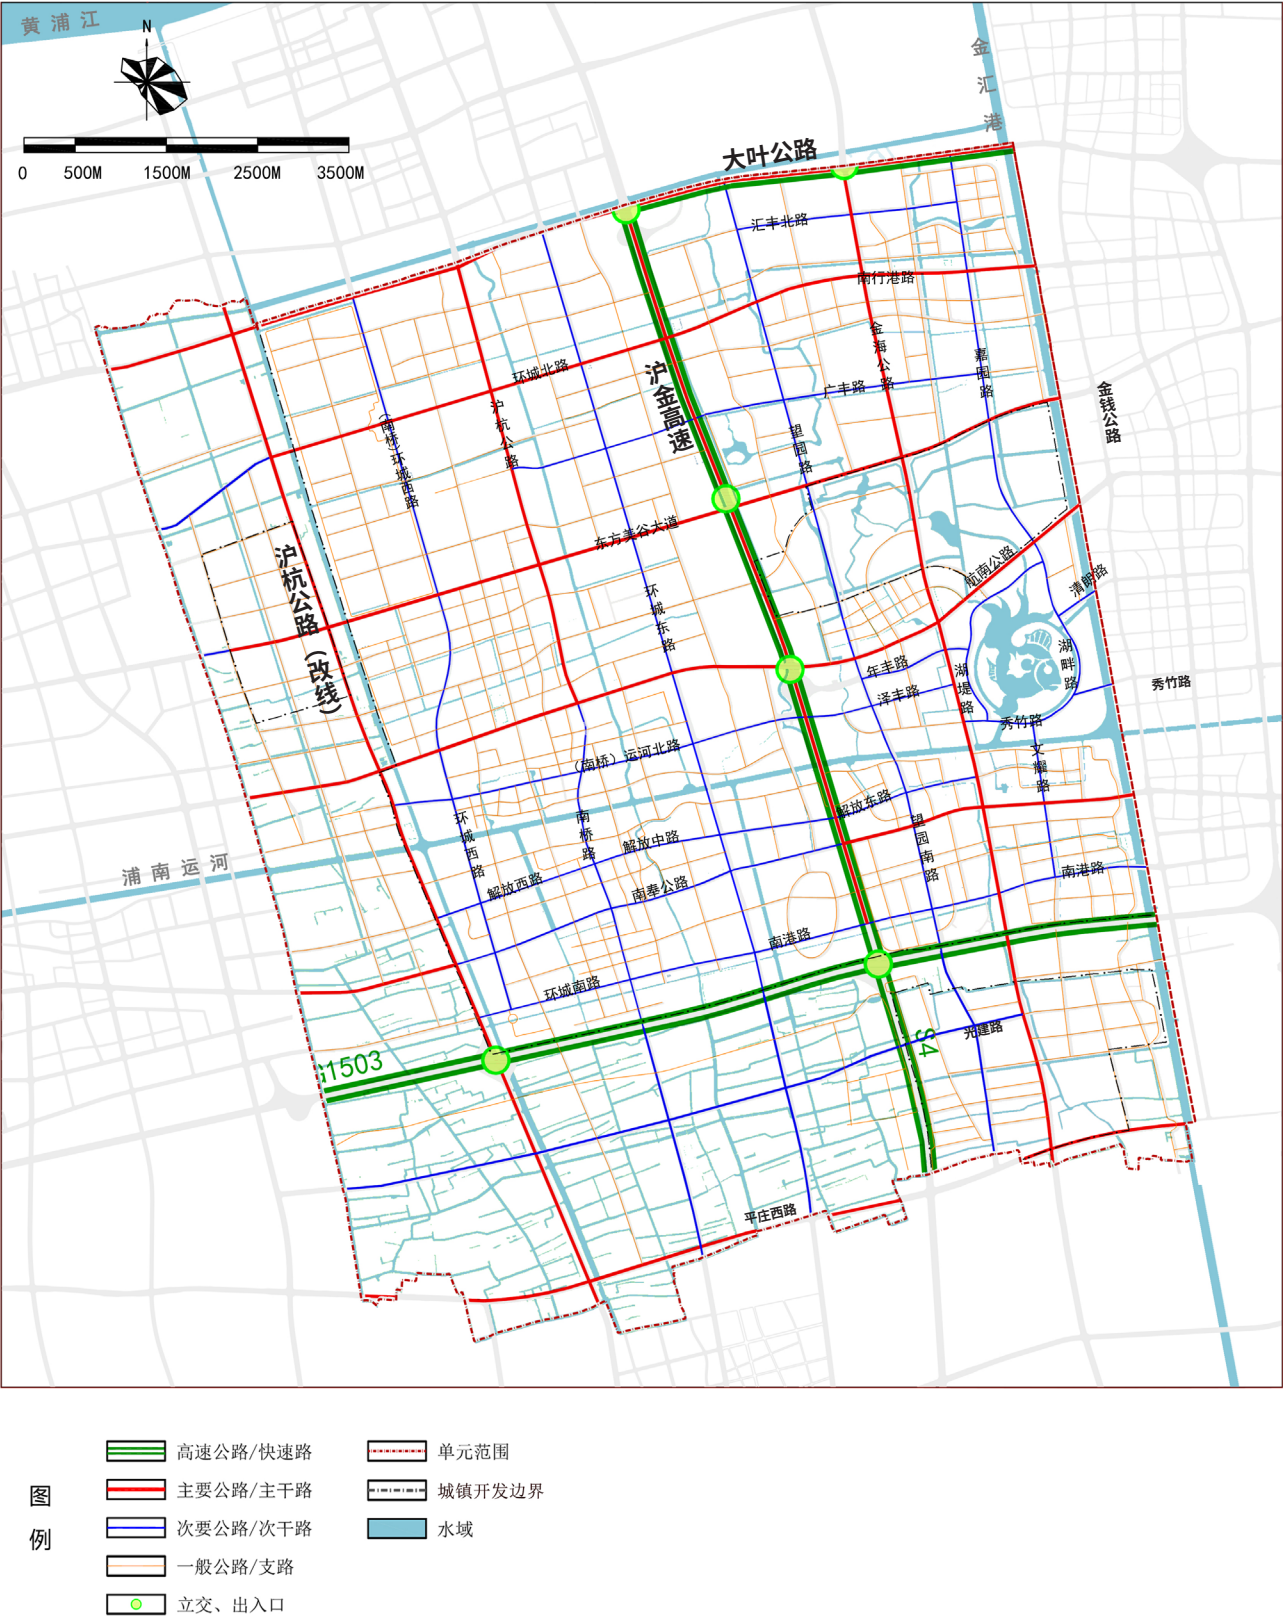 黄浦江
N
金汇港
0 500M 1500M 2500M 3500M
大叶公路
汇丰北路
南行港路
金海公路
嘉园路
环城北路
沪金高速
广丰路
金钱公路
沪杭公路
(南桥)环城西路
望园路
东方美谷大道
沪杭公路(改线)
航南公路
清朗路
环城东路
湖畔路
年丰路
湖堤路
泽丰路
秀竹路
秀竹路
(南桥)运河北路
文耀路
解放东路
环城西路
南桥路
望园南路
解放中路
浦南运河
南港路
解放西路
南奉公路
南港路
环城南路
S4
光建路
G1503
平庄西路
图例
高速公路/快速路
单元范围
主要公路/主干路
城镇开发边界
次要公路/次干路
水域
一般公路/支路
立交、出入口